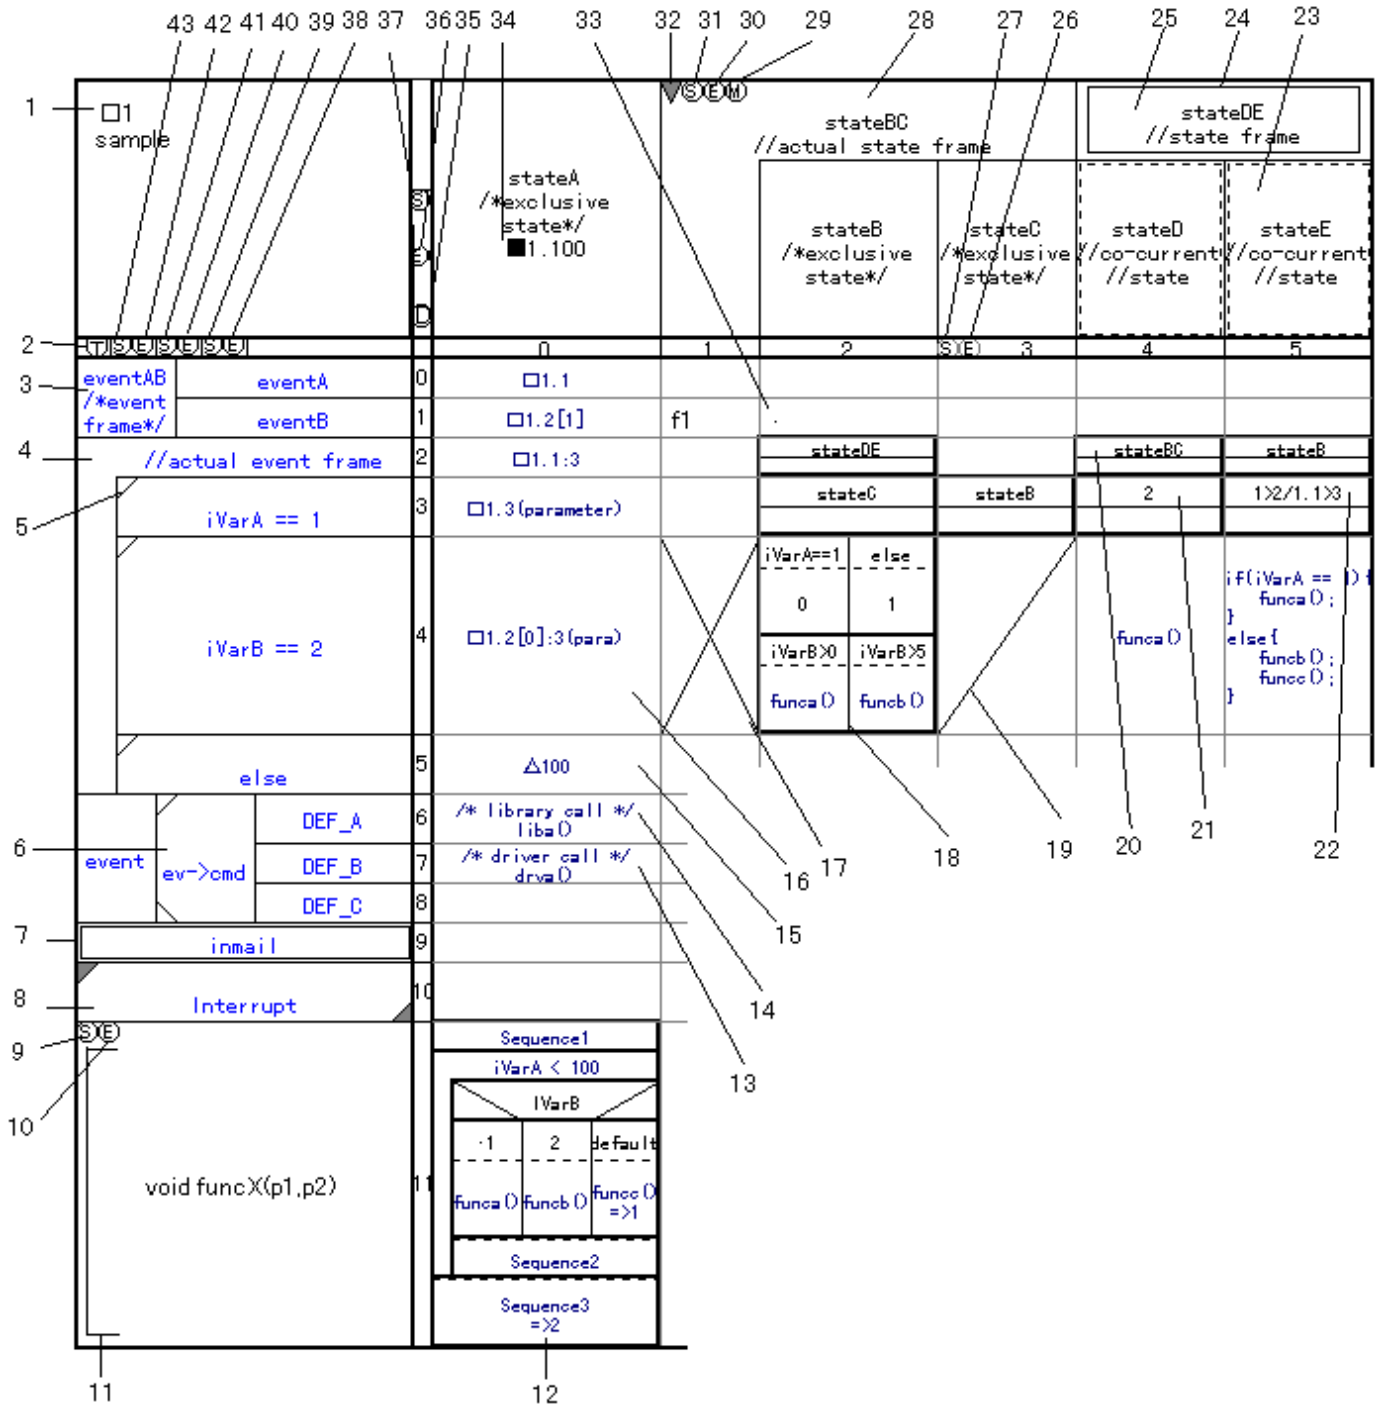 43 42 41 40 39 38 37 36 35 34 33 32 31 30 29 28 27 26 25 24 23
1
□1
sample
S
E
D
stateA
/*exclusive
state*/
■1.100
S E M
stateBC
//actual state frame
stateB
/*exclusive
state*/
stateC
/*exclusive
state*/
stateDE
//state frame
stateD
//co-current
//state
stateE
//co-current
//state
2
T S E S E S E
0 1 2 S E 3 4 5
3
eventAB
/*event
frame*/
eventA 0 □1.1
eventB 1 □1.2[1] f1
4
//actual event frame 2 □1.1:3 stateDE stateBC stateB
5
iVarA == 1 3 □1.3(parameter) stateC stateB 2 1>2/1.1>3
iVarB == 2 4 □1.2[0]:3(para)
iVarA==1 else
0 1
iVarB>0 iVarB>5
funca() funcb()
funca()
if(iVarA == 1){
funca();
}
else{
funcb();
funcc();
}
else 5 △100
6
event ev->cmd
DEF_A 6 /* library call */
liba()
DEF_B 7 /* driver call */
drva()
DEF_C 8
16 17 18 19 20 21 22
15
14
13
7
inmail 9
8
Interrupt 10
9
S E
10
void funcX(p1,p2) 11
Sequence1
iVarA < 100
IVarB
-1 2 default
funca() funcb() funcc()
=>1
Sequence2
Sequence3
=>2
11 12